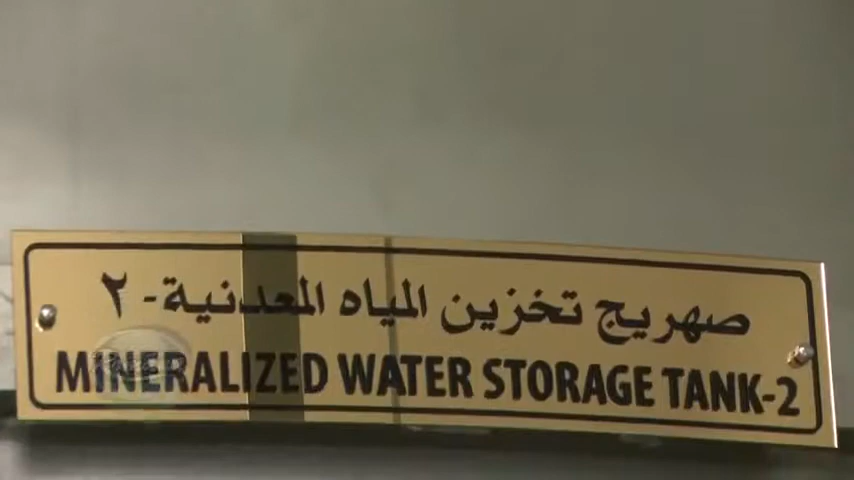 صهريج تخزين المياه المعدنية - ٢
MINERALIZED WATER STORAGE TANK-2